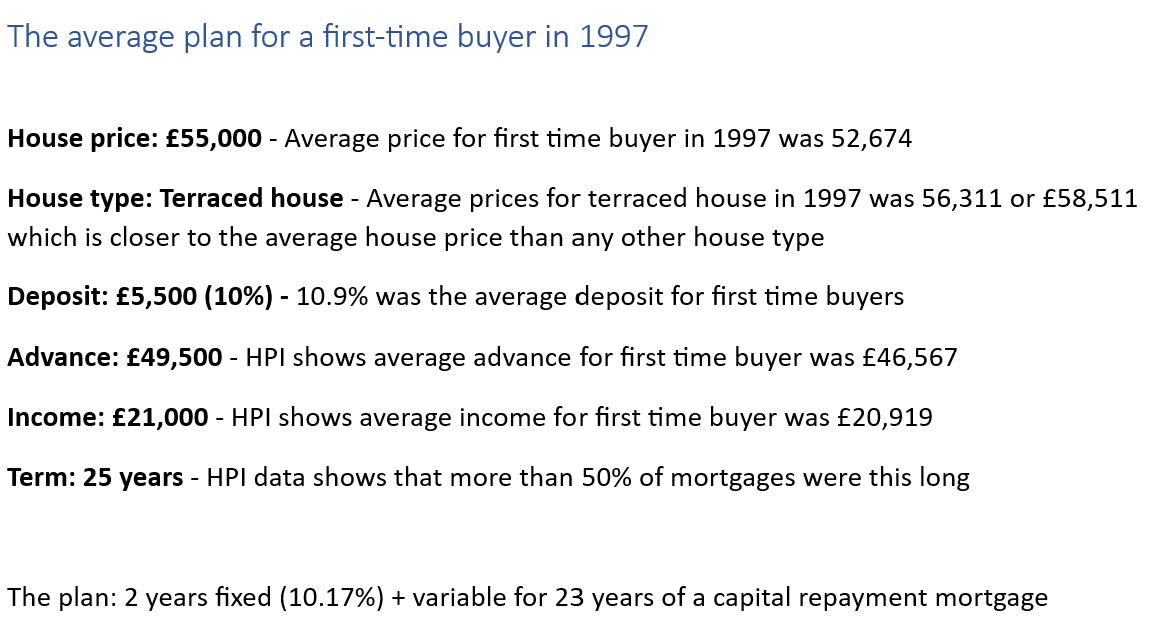 The average plan for a first-time buyer in 1997
House price: £55,000 - Average price for first time buyer in 1997 was 52,674
House type: Terraced house - Average prices for terraced house in 1997 was 56,311 or £58,511
which is closer to the average house price than any other house type
Deposit: £5,500 (10%) - 10.9% was the average deposit for first time buyers
Advance: £49,500 - HPI shows average advance for first time buyer was £46,567
Income: £21,000 - HPI shows average income for first time buyer was £20,919
Term: 25 years - HPI data shows that more than 50% of mortgages were this long
The plan: 2 years fixed (10.17%) + variable for 23 years of a capital repayment mortgage